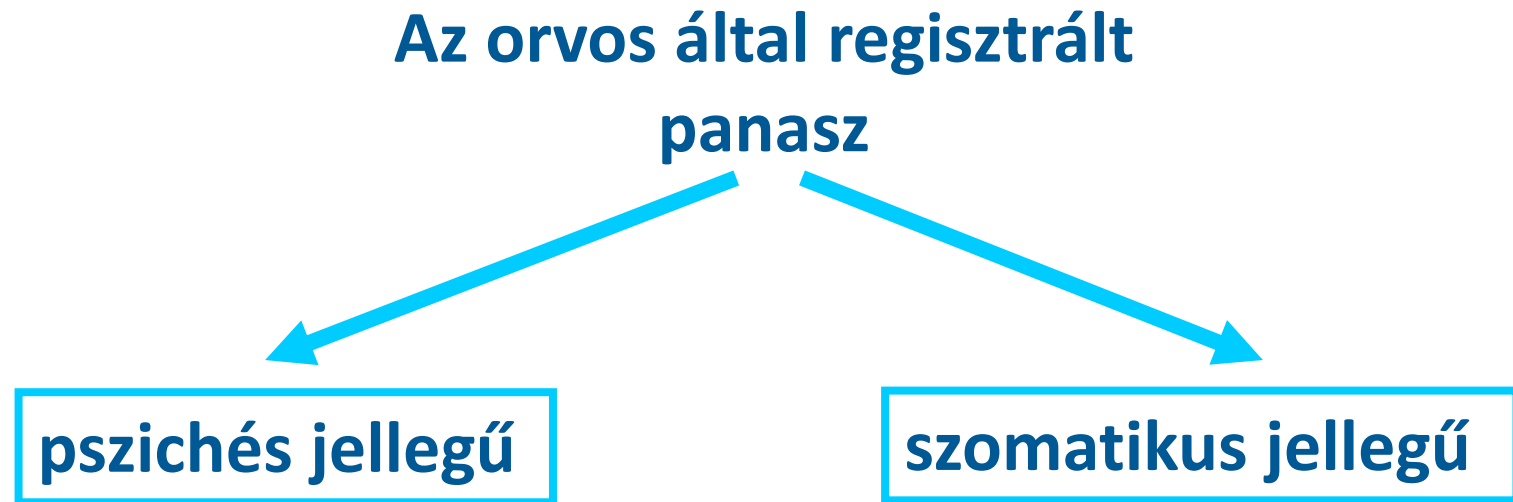 Az orvos által regisztrált
panasz
pszichés jellegű
szomatikus jellegű